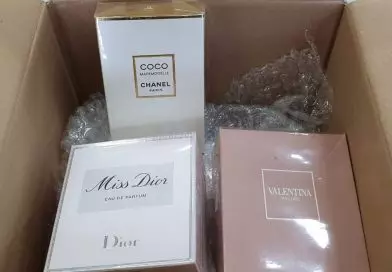 COCO
MADEMOISELLE
CHANEL
PARIS
Miss Dior
EAU DE PARFUM
Dior
VALENTINA